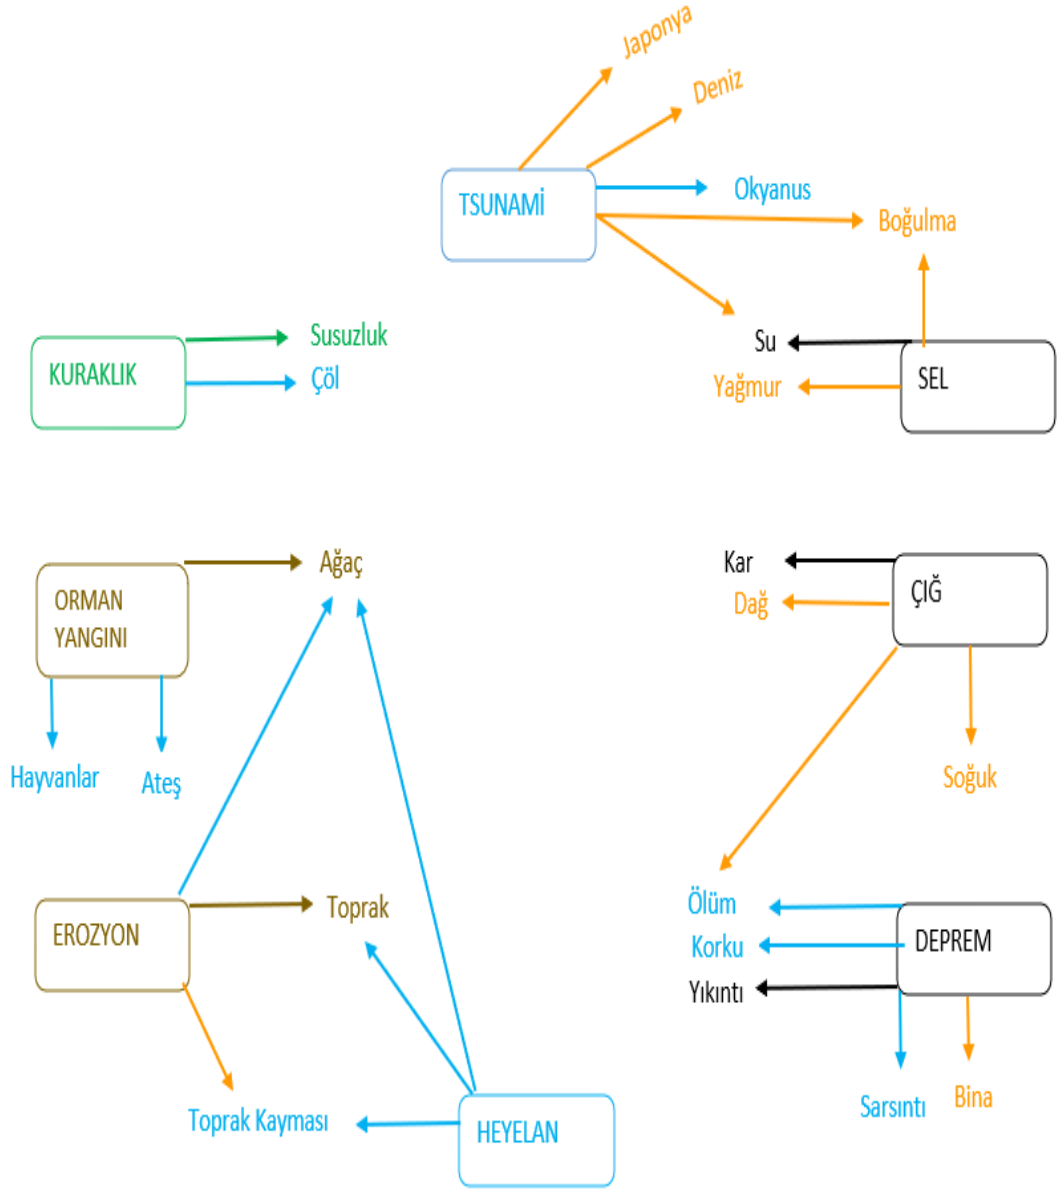 Japonya
Deniz
TSUNAMİ
Okyanus
Boğulma
Susuzluk
Su
KURAKLIK
Çöl
Yağmur
SEL
Ağaç
Kar
ORMAN
YANGINI
Dağ
ÇIĞ
Hayvanlar
Ateş
Soğuk
Ölüm
EROZYON
Toprak
Korku
DEPREM
Yıkıntı
Toprak Kayması
HEYELAN
Sarsıntı
Bina